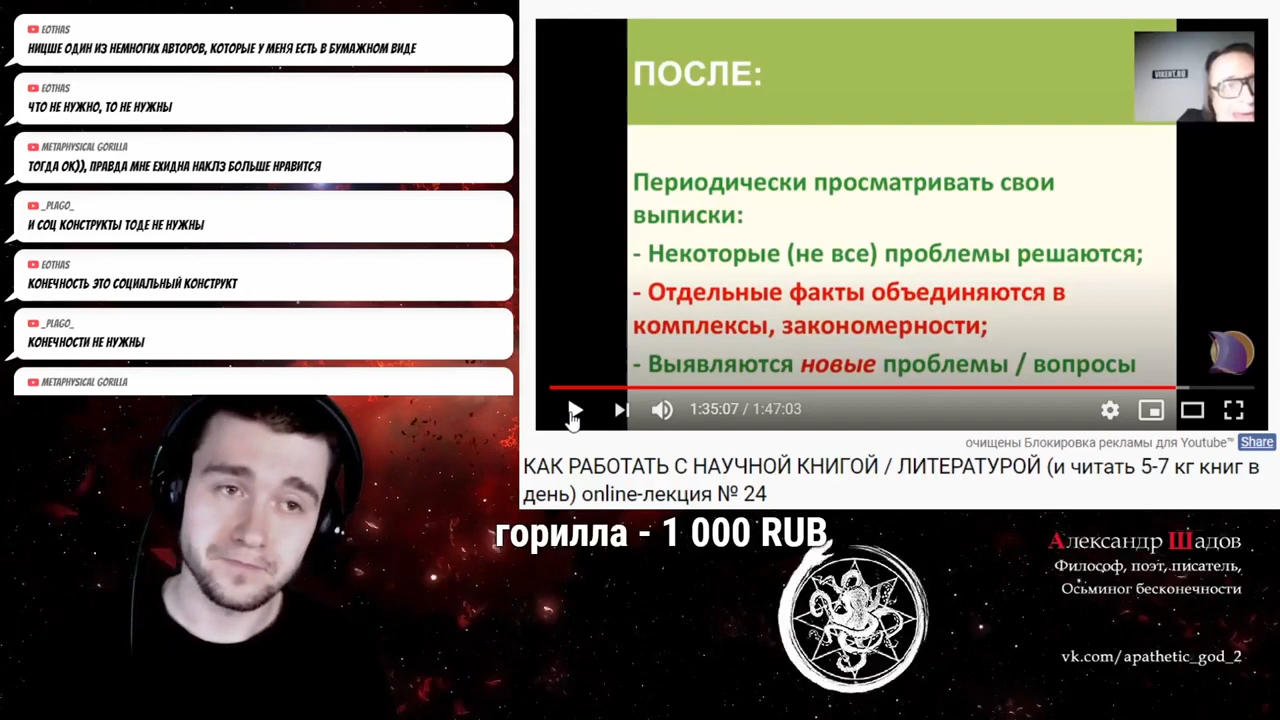 EOTHAS
НИЦШЕ ОДИН ИЗ НЕМНОГИХ АВТОРОВ, КОТОРЫЕ У МЕНЯ ЕСТЬ В БУМАЖНОМ ВИДЕ
EOTHAS
ЧТО НЕ НУЖНО, ТО НЕ НУЖНЫ
METAPHYSICAL GORILLA
ТОГДА ОК)), ПРАВДА МНЕ ЕХИДНА НАКЛЗ БОЛЬШЕ НРАВИТСЯ
_PLAGO_
И СОЦ КОНСТРУКТЫ ТОДЕ НЕ НУЖНЫ
EOTHAS
КОНЕЧНОСТЬ ЭТО СОЦИАЛЬНЫЙ КОНСТРУКТ
_PLAGO_
КОНЕЧНОСТИ НЕ НУЖНЫ
METAPHYSICAL GORILLA
ПОСЛЕ:
VIKENT.RU
Периодически просматривать свои
выписки:
- Некоторые (не все) проблемы решаются;
- Отдельные факты объединяются в
комплексы, закономерности;
- Выявляются новые проблемы / вопросы
1:35:07 / 1:47:03
очищены Блокировка рекламы для Youtube™ Share
КАК РАБОТАТЬ С НАУЧНОЙ КНИГОЙ / ЛИТЕРАТУРОЙ (и читать 5-7 кг книг в
день) online-лекция № 24
горилла - 1 000 RUB
Александр Шадов
Философ, поэт, писатель,
Осьминог бесконечности
vk.com/apathetic_god_2